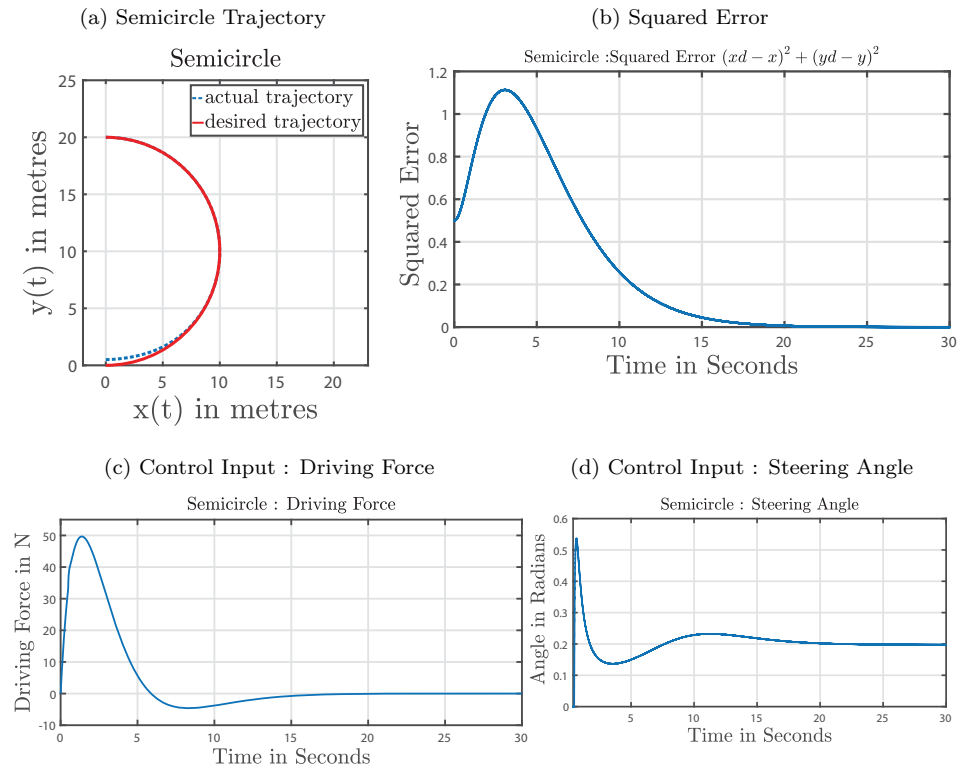 (a) Semicircle Trajectory
Semicircle
25
20
15
10
5
0
y(t) in metres
actual trajectory
desired trajectory
0 5 10 15 20
x(t) in metres
(b) Squared Error
Semicircle :Squared Error (xd − x)² + (yd − y)²
1.2
1
0.8
0.6
0.4
0.2
0
Squared Error
0 5 10 15 20 25 30
Time in Seconds
(c) Control Input : Driving Force
Semicircle : Driving Force
50
40
30
20
10
0
-10
Driving Force in N
0 5 10 15 20 25 30
Time in Seconds
(d) Control Input : Steering Angle
Semicircle : Steering Angle
0.6
0.5
0.4
0.3
0.2
0.1
0
Angle in Radians
5 10 15 20 25 30
Time in Seconds